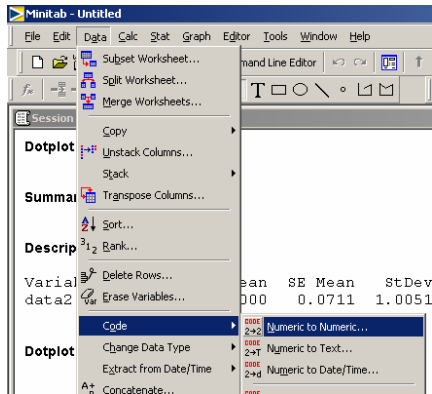 Minitab - Untitled
File Edit Data Calc Stat Graph Editor Tools Window Help
Subset Worksheet... mand Line Editor
Split Worksheet...
Merge Worksheets...
Session
Copy
Dotplot
Unstack Columns...
Stack
Transpose Columns...
Sort...
Rank...
Delete Rows...
Erase Variables...
ean SE Mean StDev
data2 000 0.0711 1.0051
Code
Numeric to Numeric...
Dotplot
Change Data Type
Numeric to Text...
Extract from Date/Time
Numeric to Date/Time...
Concatenate...